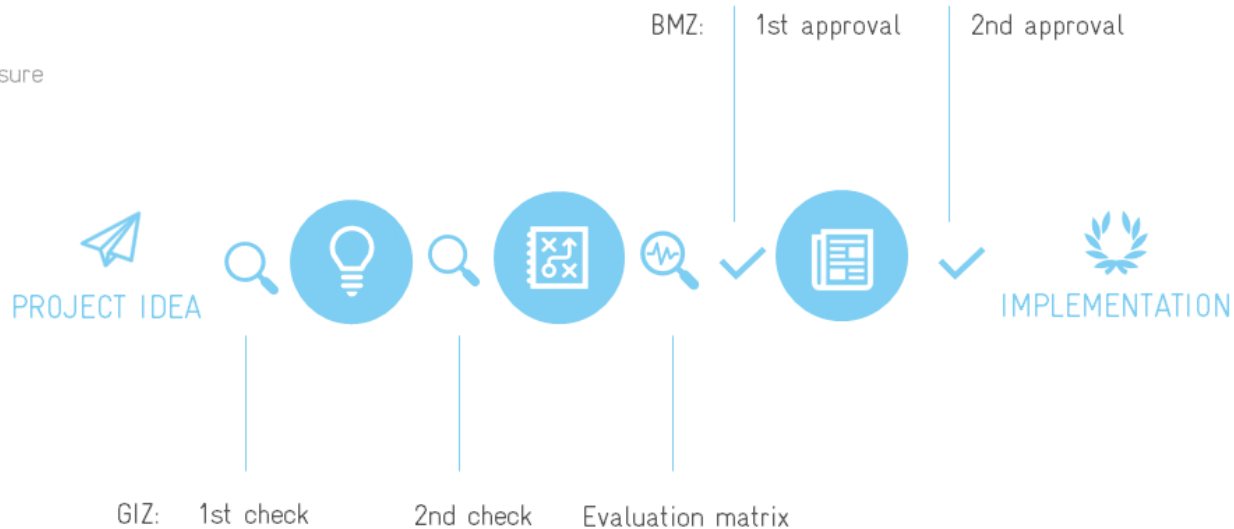 BMZ: 1st approval 2nd approval
sure
PROJECT IDEA
IMPLEMENTATION
GIZ: 1st check 2nd check Evaluation matrix